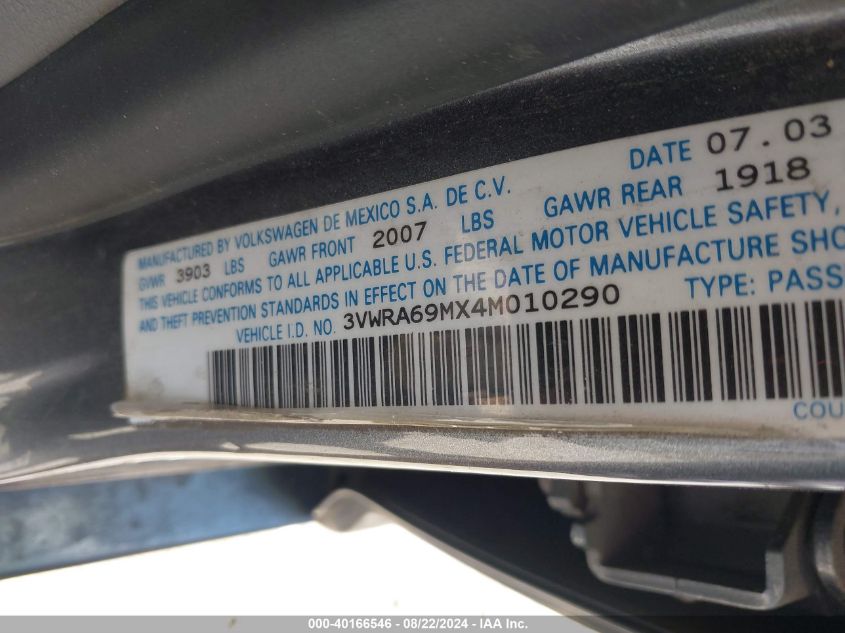 MANUFACTURED BY VOLKSWAGEN DE MEXICO S.A. DE C.V. DATE 07.03
GVWR 3903 LBS GAWR FRONT 2007 LBS GAWR REAR 1918
THIS VEHICLE CONFORMS TO ALL APPLICABLE U.S. FEDERAL MOTOR VEHICLE SAFETY,
AND THEFT PREVENTION STANDARDS IN EFFECT ON THE DATE OF MANUFACTURE SHO
VEHICLE I.D. NO. 3VWRA69MX4M010290 TYPE: PASS
COU
000-40166546 - 08/22/2024 - IAA Inc.